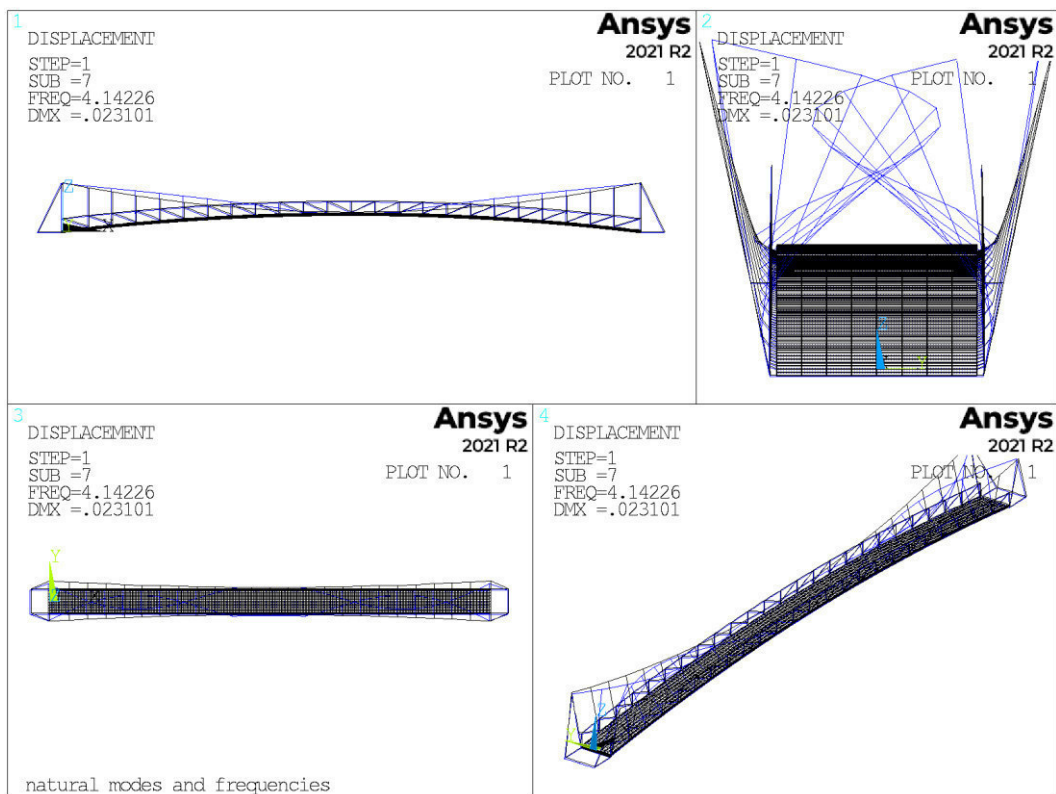 1
Ansys
2021 R2
DISPLACEMENT
STEP=1
SUB =7
FREQ=4.14226
DMX =.023101
PLOT NO. 1
Z
X
2
Ansys
2021 R2
DISPLACEMENT
STEP=1
SUB =7
FREQ=4.14226
DMX =.023101
PLOT NO. 1
Z
Y
3
Ansys
2021 R2
DISPLACEMENT
STEP=1
SUB =7
FREQ=4.14226
DMX =.023101
PLOT NO. 1
Y
natural modes and frequencies
4
Ansys
2021 R2
DISPLACEMENT
STEP=1
SUB =7
FREQ=4.14226
DMX =.023101
PLOT NO. 1
Z
Y